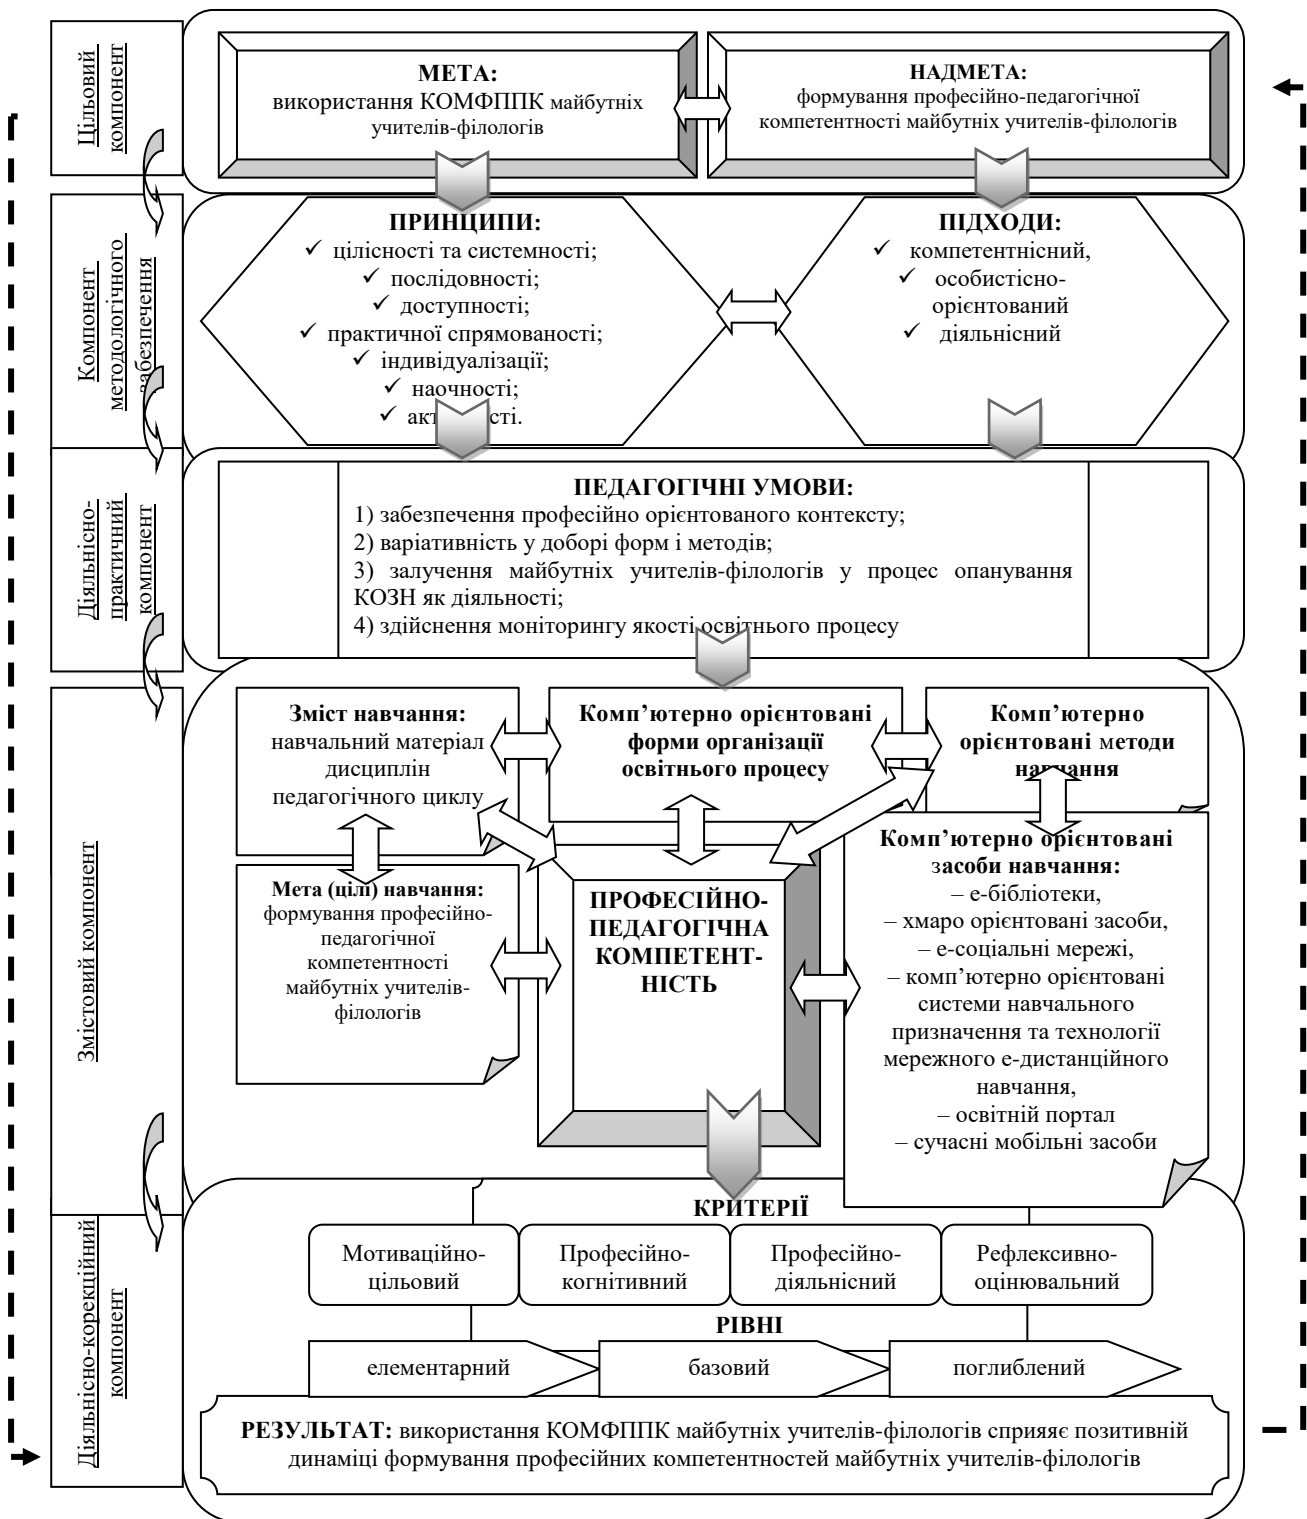 Цільовий
компонент
МЕТА:
використання КОМФППК майбутніх
учителів-філологів
НАДМЕТА:
формування професійно-педагогічної
компетентності майбутніх учителів-філологів
Компонент
методологічного
забезпечення
ПРИНЦИПИ:
✓ цілісності та системності;
✓ послідовності;
✓ доступності;
✓ практичної спрямованості;
✓ індивідуалізації;
✓ наочності;
✓
ПІДХОДИ:
✓ компетентнісний,
✓ особистісно-
орієнтований
✓ діяльнісний
Діяльнісно-
практичний
компонент
ПЕДАГОГІЧНІ УМОВИ:
1) забезпечення професійно орієнтованого контексту;
2) варіативність у доборі форм і методів;
3) залучення майбутніх учителів-філологів у процес опанування
КОЗН як діяльності;
4) здійснення моніторингу якості освітнього процесу
Змістовий компонент
Зміст навчання:
навчальний матеріал
дисциплін
педагогічного циклу
Комп’ютерно орієнтовані
форми організації
освітнього процесу
Комп’ютерно
орієнтовані методи
навчання
Мета (цілі) навчання:
формування професійно-
педагогічної
компетентності
майбутніх учителів-
філологів
ПРОФЕСІЙНО-
ПЕДАГОГІЧНА
КОМПЕТЕНТ-
НІСТЬ
Комп’ютерно орієнтовані
засоби навчання:
– е-бібліотеки,
– хмаро орієнтовані засоби,
– е-соціальні мережі,
– комп’ютерно орієнтовані
системи навчального
призначення та технології
мережного е-дистанційного
навчання,
– освітній портал
– сучасні мобільні засоби
Діяльнісно-корекційний
компонент
КРИТЕРІЇ
Мотиваційно-
цільовий
Професійно-
когнітивний
Професійно-
діяльнісний
Рефлексивно-
оцінювальний
РІВНІ
елементарний
базовий
поглиблений
РЕЗУЛЬТАТ: використання КОМФППК майбутніх учителів-філологів сприяяє позитивній
динаміці формування професійних компетентностей майбутніх учителів-філологів